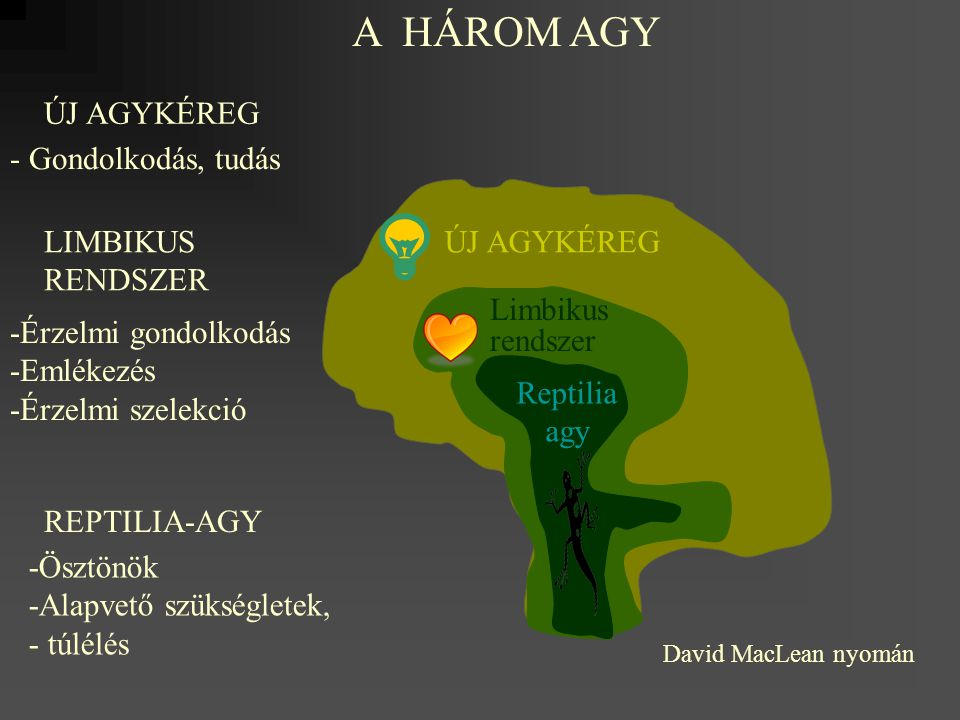 A HÁROM AGY
ÚJ AGYKÉREG
- Gondolkodás, tudás
LIMBIKUS
RENDSZER
-Érzelmi gondolkodás
-Emlékezés
-Érzelmi szelekció
REPTILIA-AGY
-Ösztönök
-Alapvető szükségletek,
- túlélés
ÚJ AGYKÉREG
Limbikus
rendszer
Reptilia
agy
David MacLean nyomán